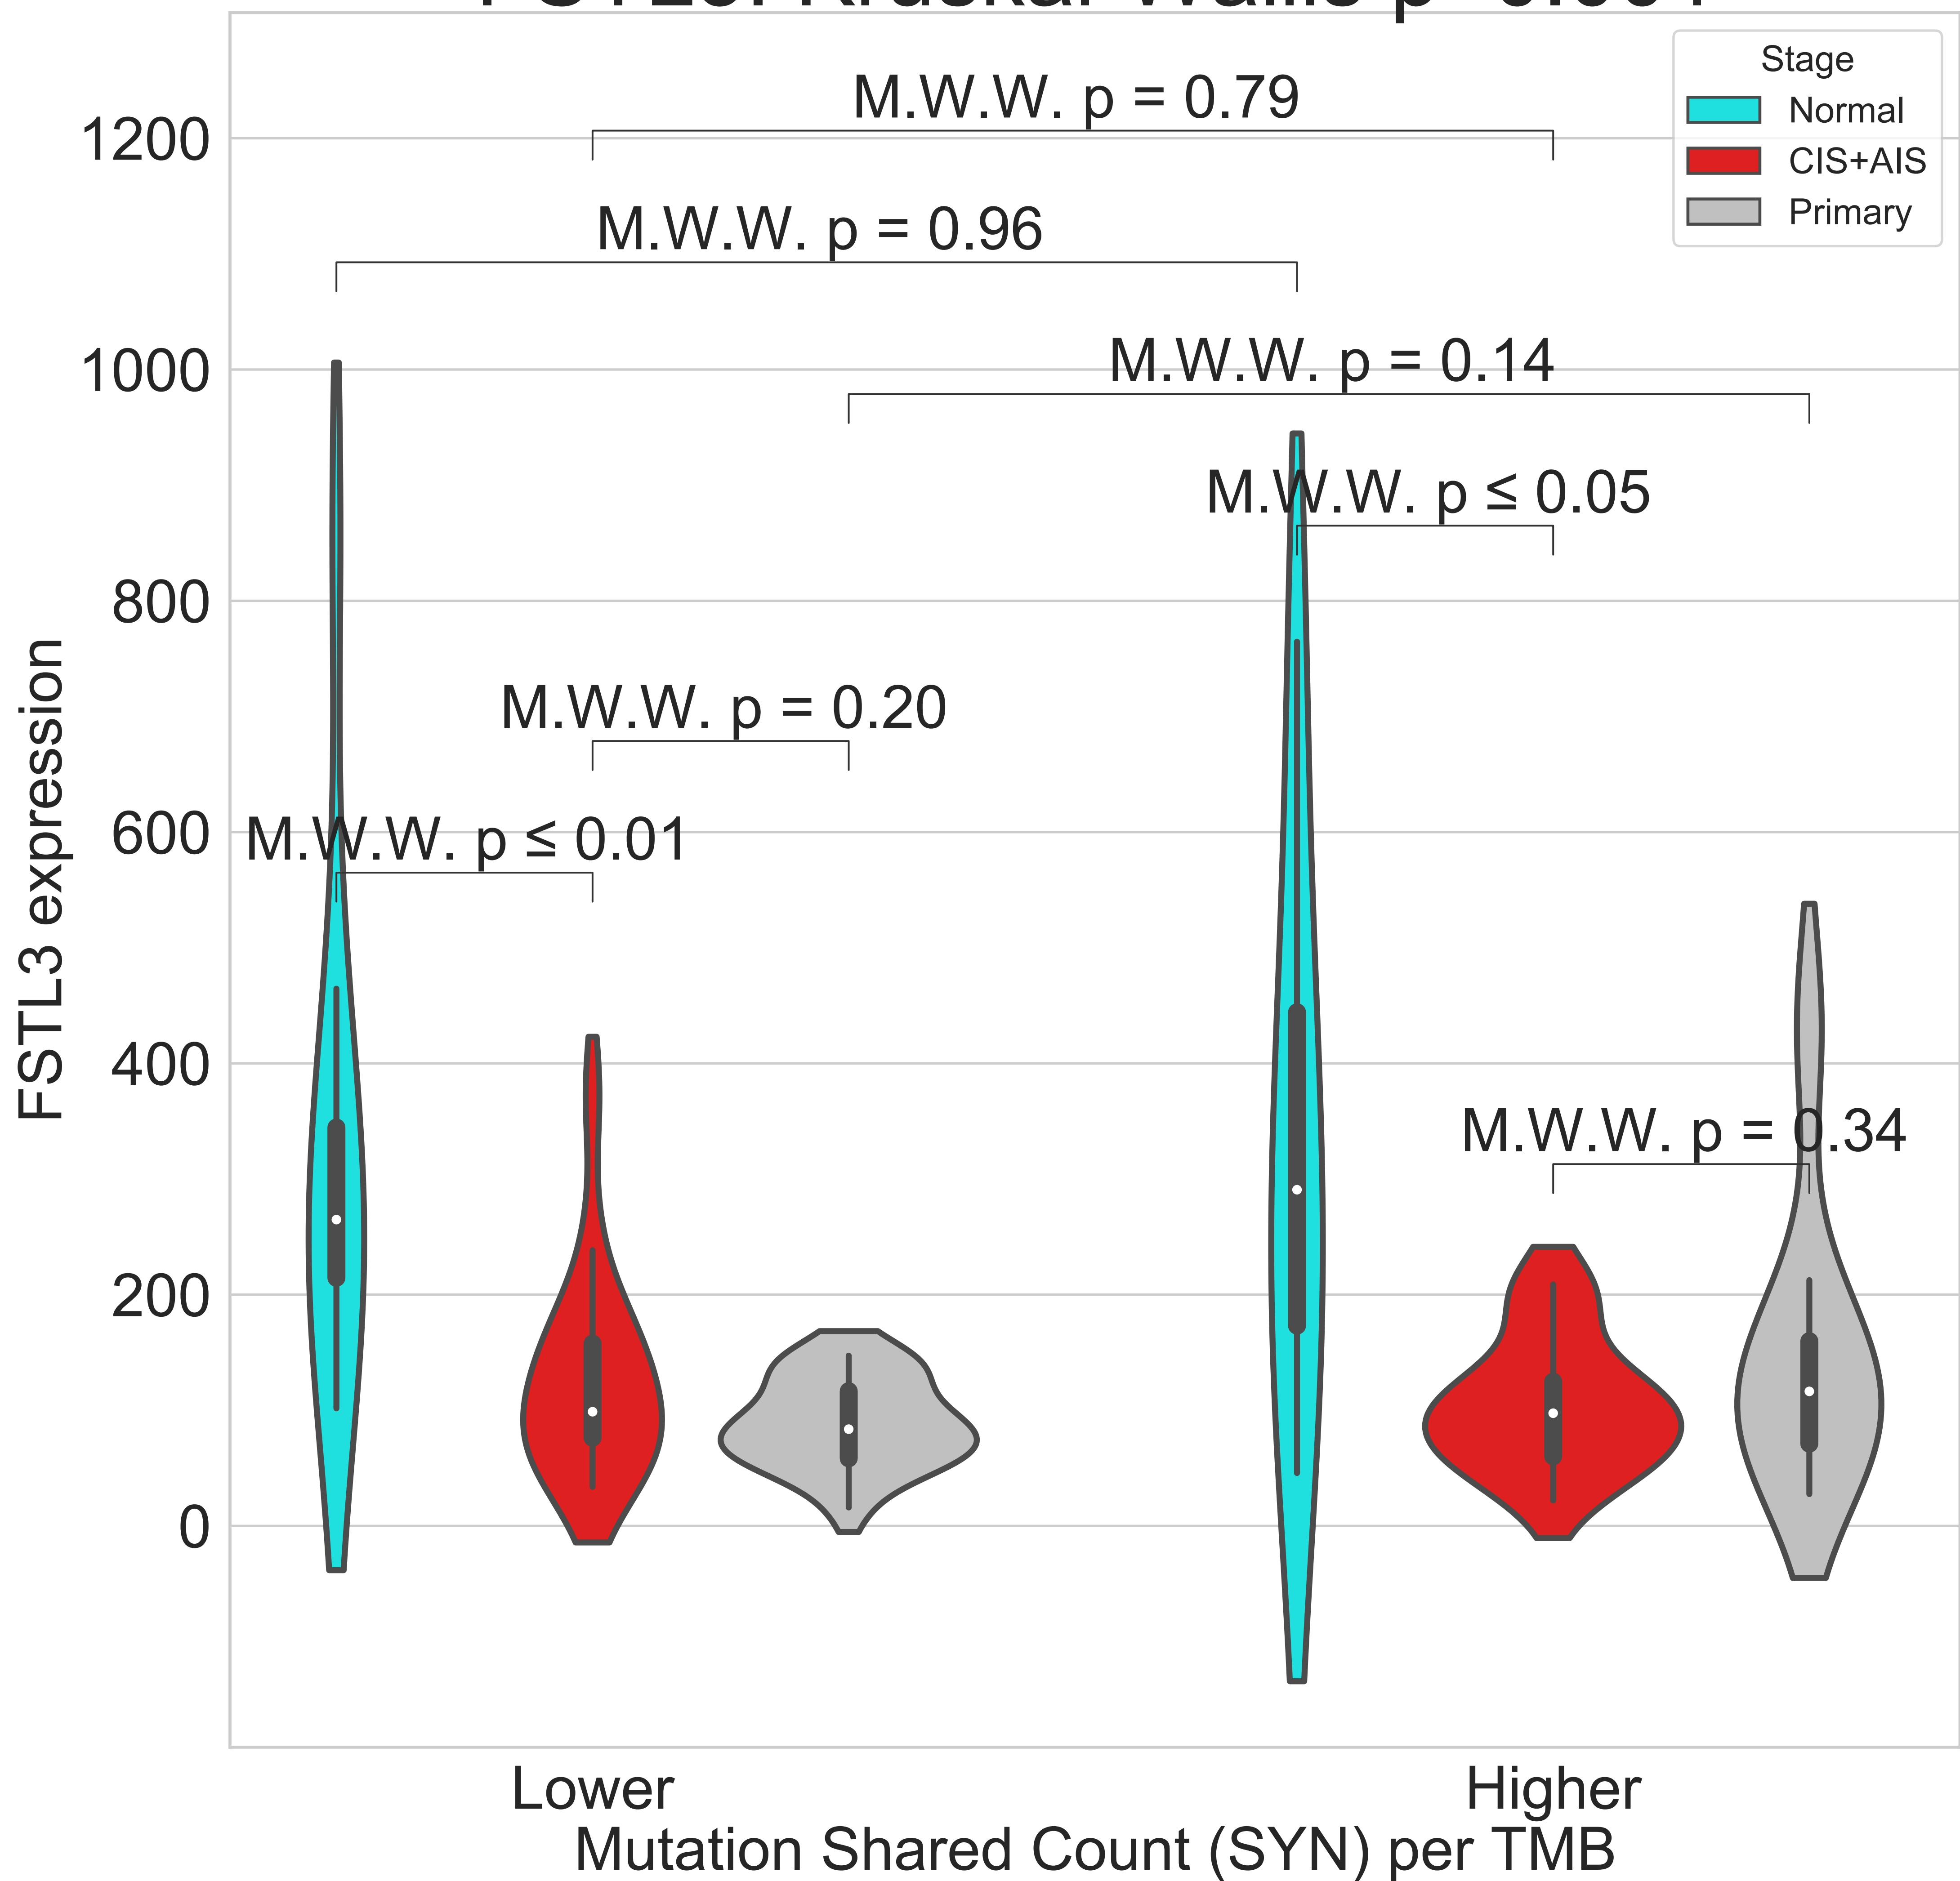 M.W.W. p = 0.79
M.W.W. p = 0.96
M.W.W. p = 0.14
M.W.W. p ≤ 0.05
M.W.W. p = 0.20
M.W.W. p ≤ 0.01
M.W.W. p = 0.34
Stage
Normal
CIS+AIS
Primary
1200
1000
800
600
400
200
0
FSTL3 expression
Lower
Higher
Mutation Shared Count (SYN) per TMB